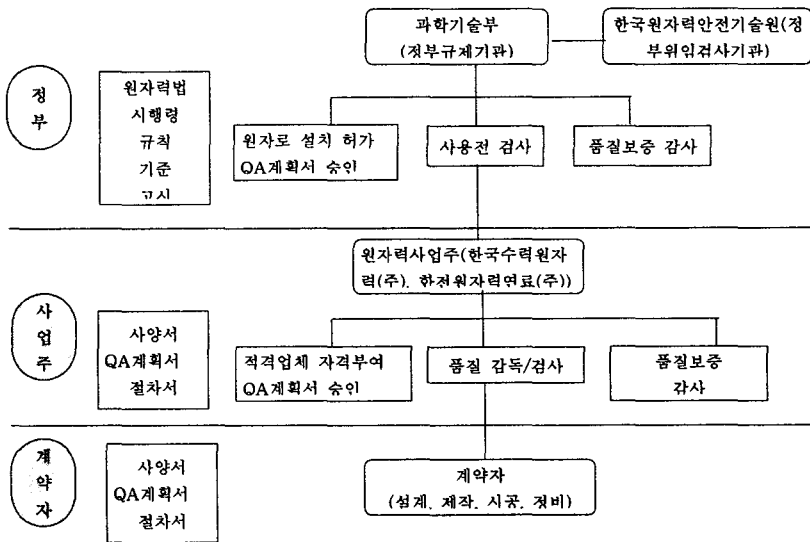 과학기술부
(정부규제기관)
한국원자력안전기술원(정
부위임검사기관)
정
부
원자력법
시행령
규칙
기준
고시
원자로 설치 허가
QA계획서 승인
사용전 검사
품질보증 감사
원자력사업주(한국수력원자
력(주), 한전원자력연료(주))
사
업
주
사양서
QA계획서
절차서
적격업체 자격부여
QA계획서 승인
품질 감독/검사
품질보증
감사
계
약
자
사양서
QA계획서
절차서
계약자
(설계, 제작, 시공, 정비)